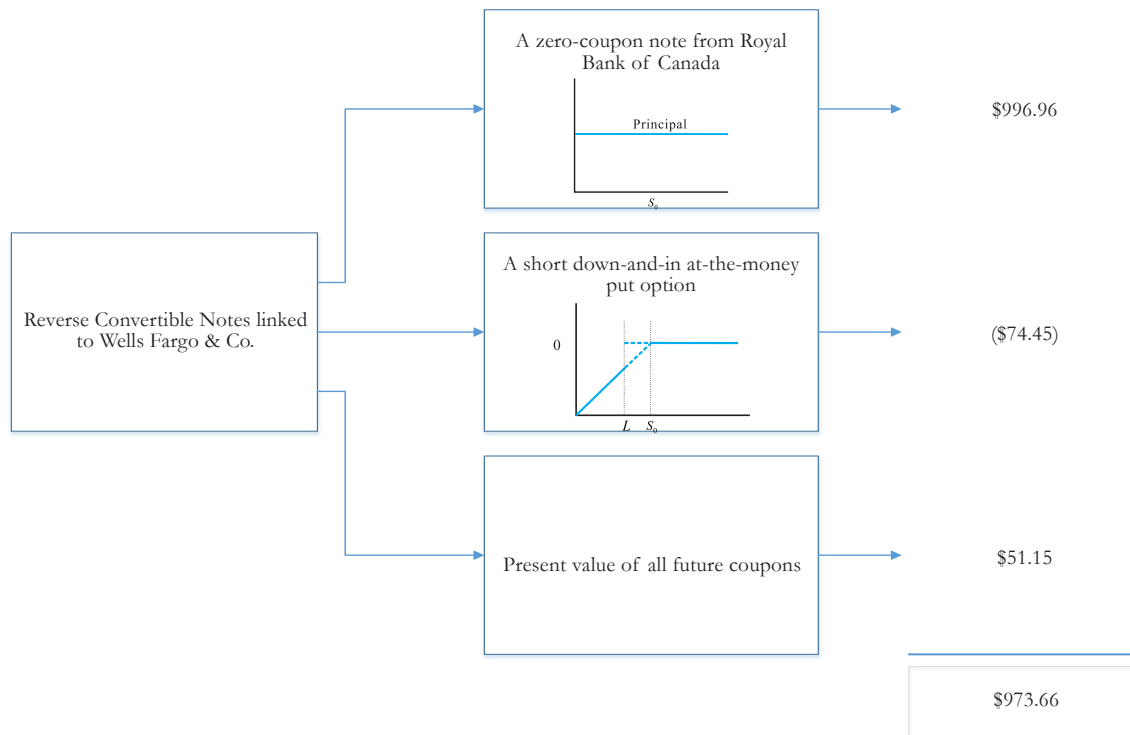 A zero-coupon note from Royal
Bank of Canada
Principal
S₀
$996.96
Reverse Convertible Notes linked
to Wells Fargo & Co.
A short down-and-in at-the-money
put option
0
L S₀
($74.45)
Present value of all future coupons
$51.15
$973.66